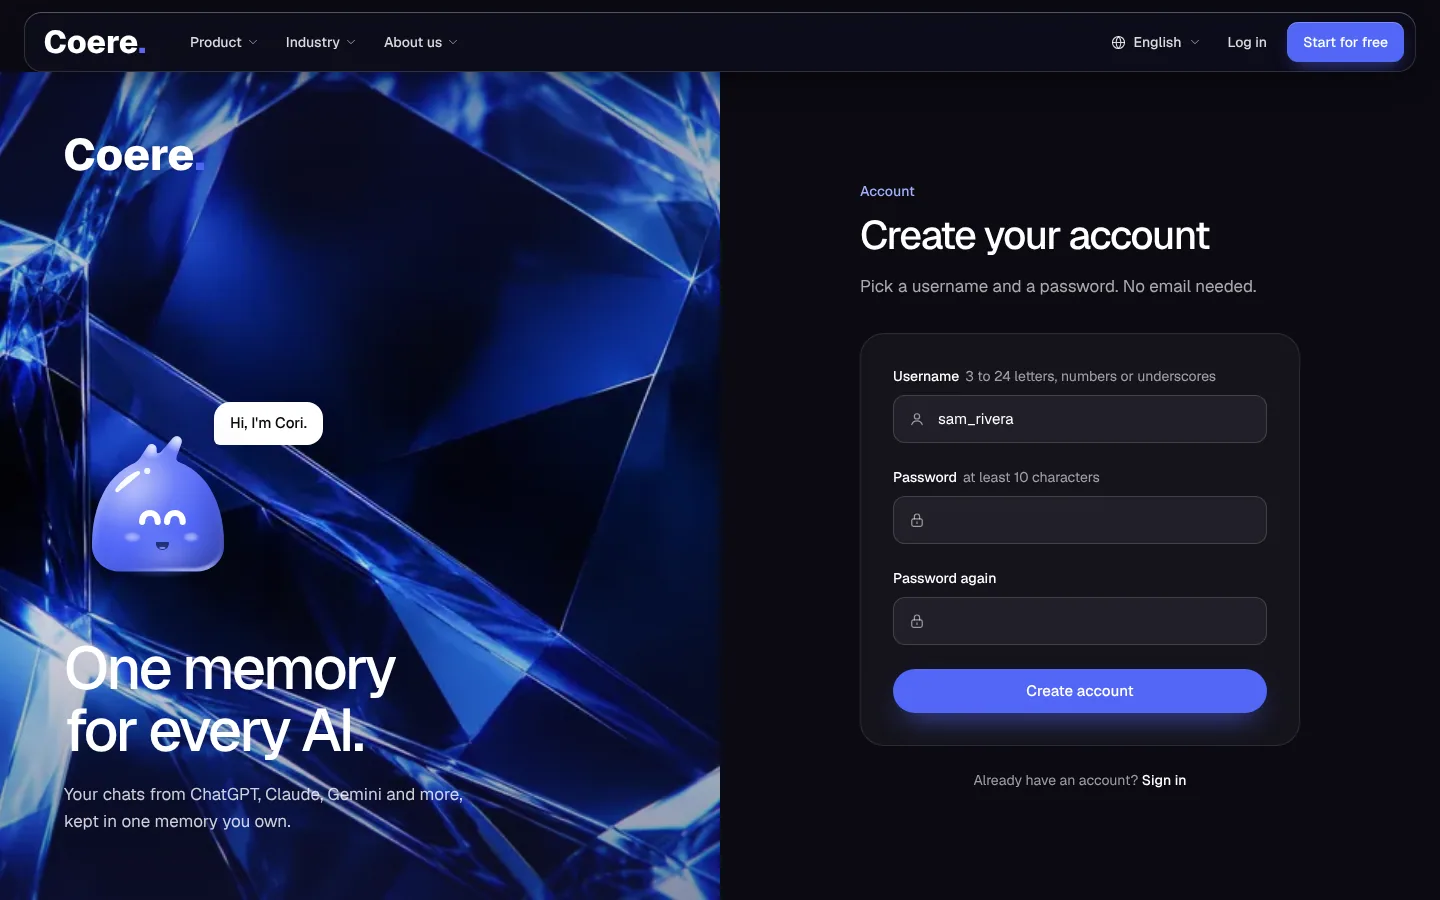 Coere.
Product
Industry
About us
English
Log in
Start for free
Coere.
Hi, I'm Cori.
One memory
for every AI.
Your chats from ChatGPT, Claude, Gemini and more,
kept in one memory you own.
Account
Create your account
Pick a username and a password. No email needed.
Username 3 to 24 letters, numbers or underscores
sam_rivera
Password at least 10 characters
Password again
Create account
Already have an account? Sign in